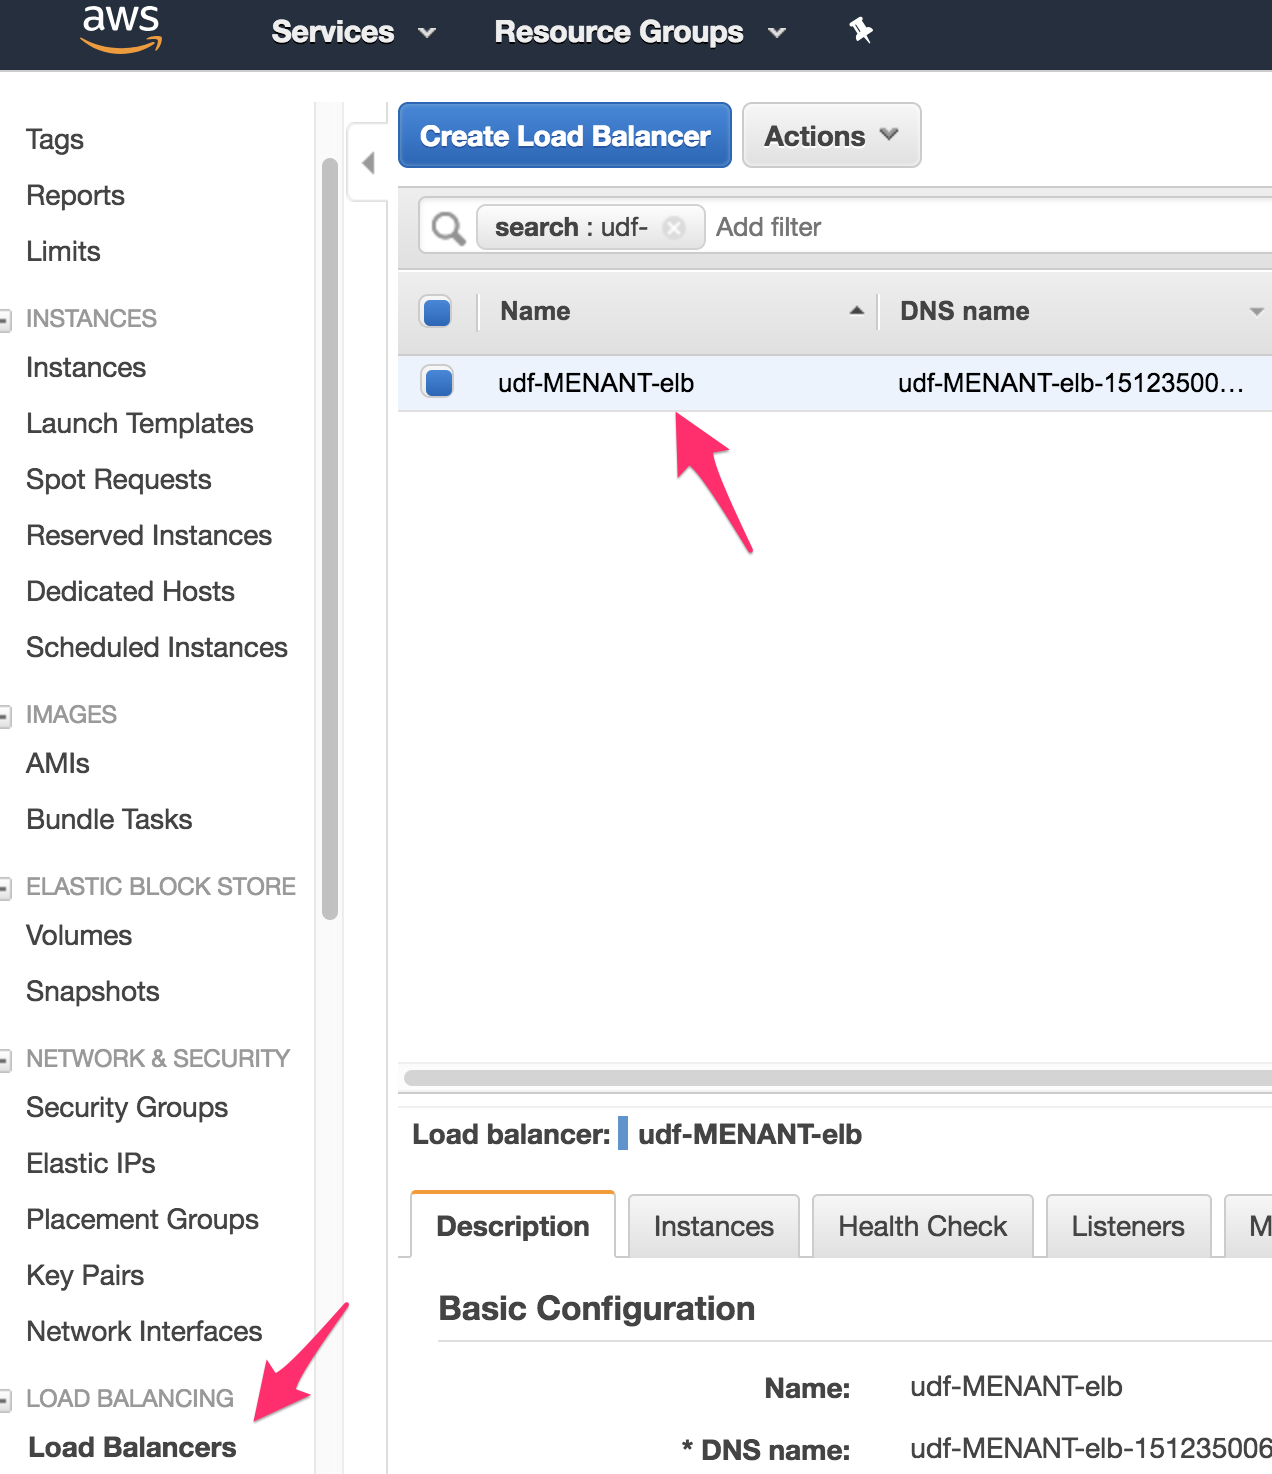 aws
Services
Resource Groups
Tags
Reports
Limits
INSTANCES
Instances
Launch Templates
Spot Requests
Reserved Instances
Dedicated Hosts
Scheduled Instances
IMAGES
AMIs
Bundle Tasks
ELASTIC BLOCK STORE
Volumes
Snapshots
NETWORK & SECURITY
Security Groups
Elastic IPs
Placement Groups
Key Pairs
Network Interfaces
LOAD BALANCING
Load Balancers
Create Load Balancer
Actions
search : udf-
Add filter
Name
DNS name
udf-MENANT-elb
udf-MENANT-elb-15123500...
Load balancer: udf-MENANT-elb
Description
Instances
Health Check
Listeners
M
Basic Configuration
Name: udf-MENANT-elb
* DNS name: udf-MENANT-elb-151235006